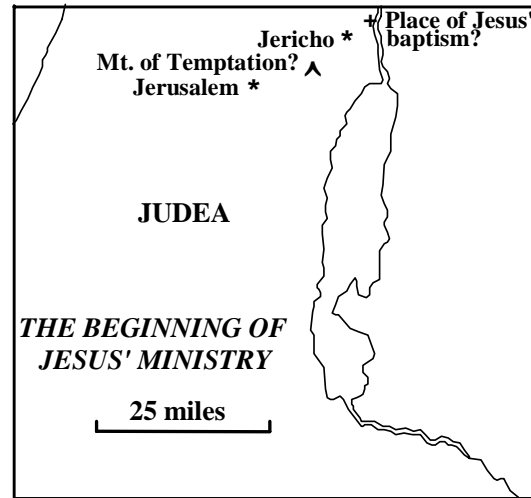 Place of Jesus'
baptism?
Jericho *
Mt. of Temptation?
Jerusalem *
JUDEA
THE BEGINNING OF
JESUS' MINISTRY
25 miles